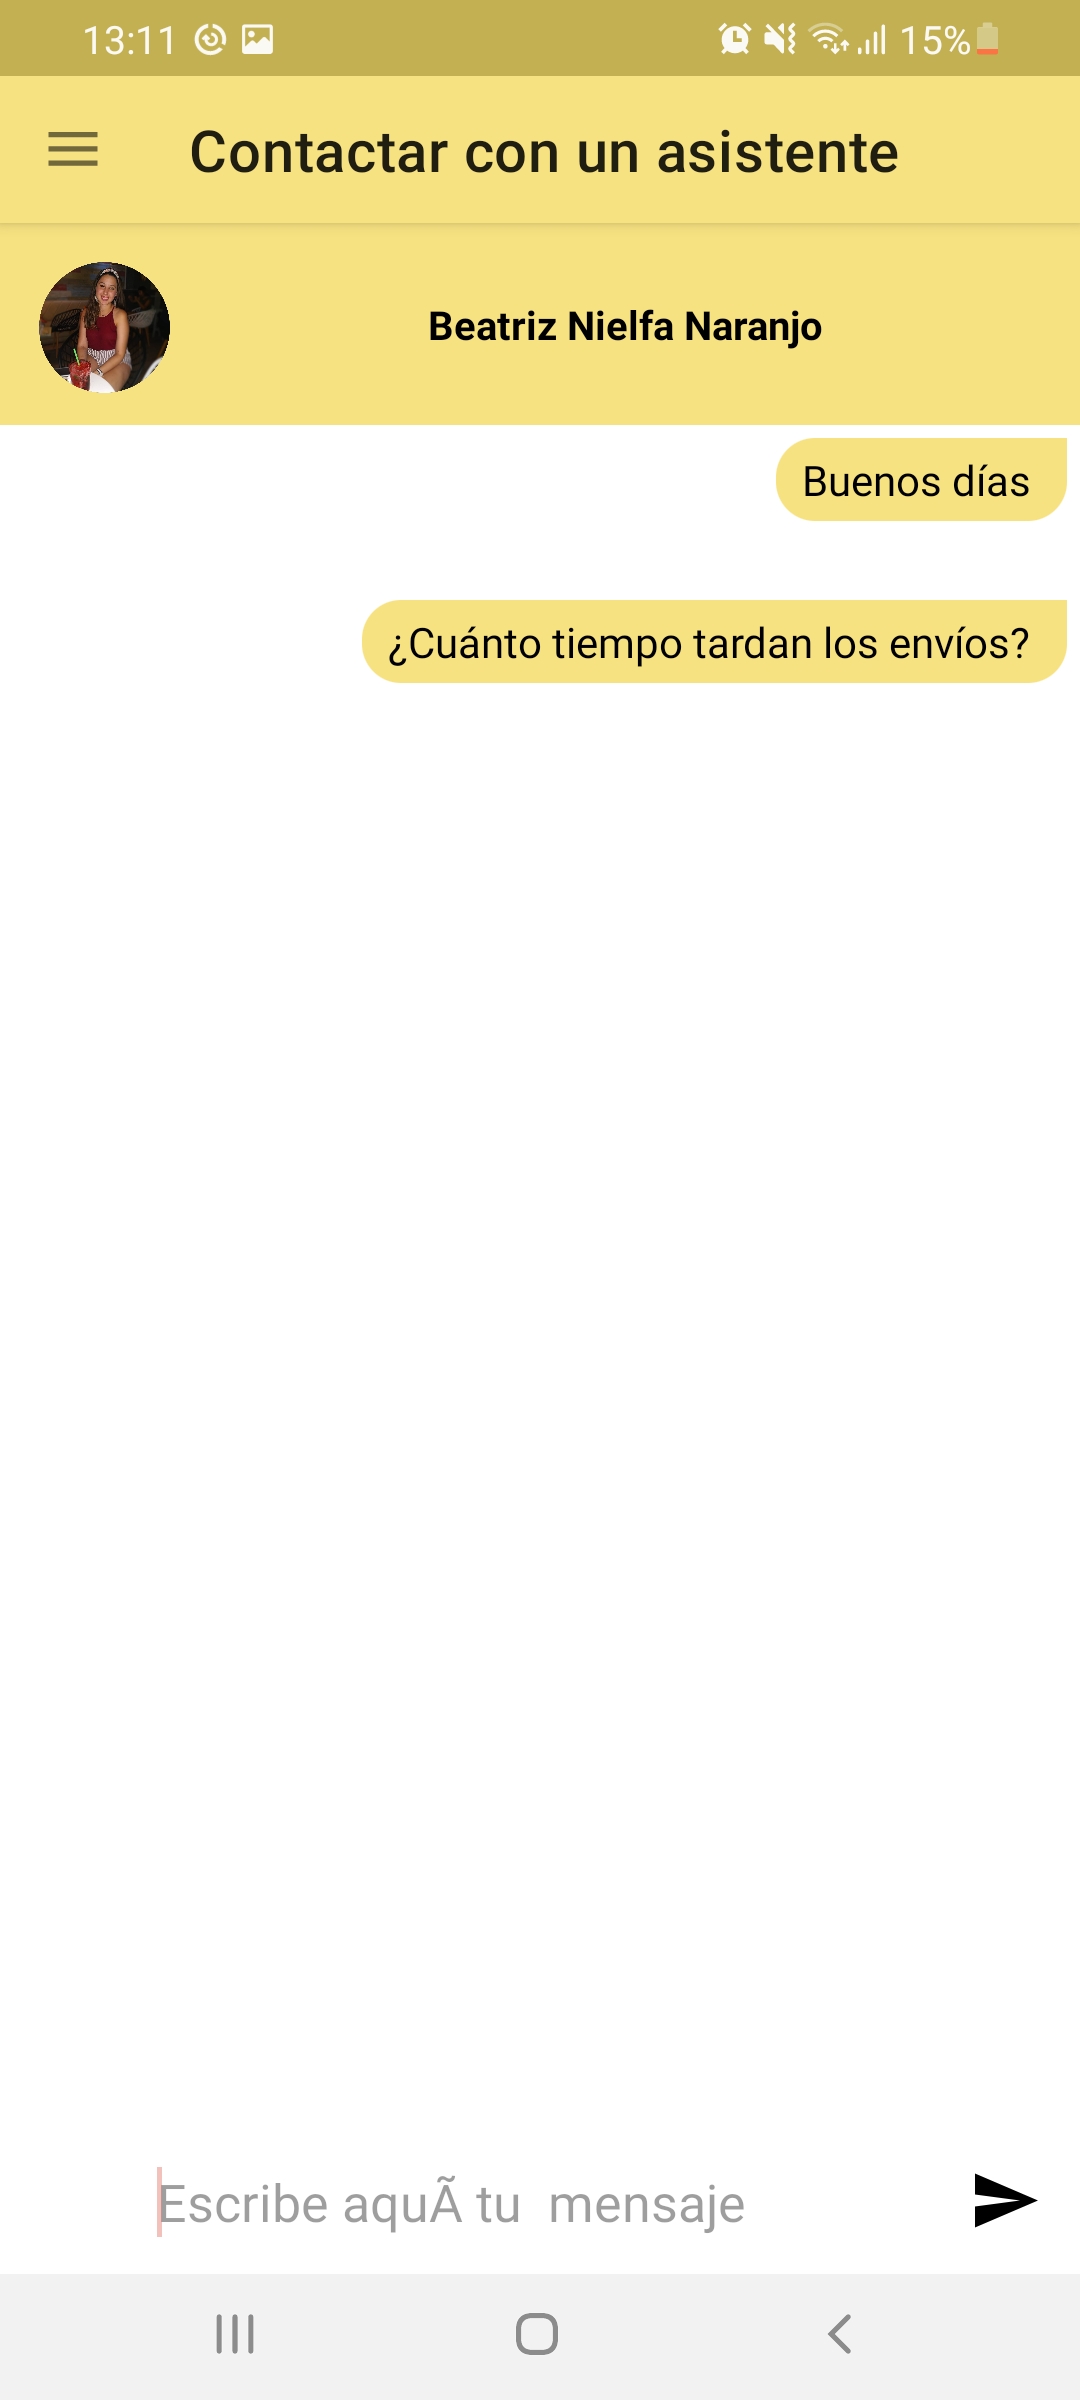 13:11 15%
Contactar con un asistente
Beatriz Nielfa Naranjo
Buenos días
¿Cuánto tiempo tardan los envíos?
Escribe aquÃ tu  mensaje